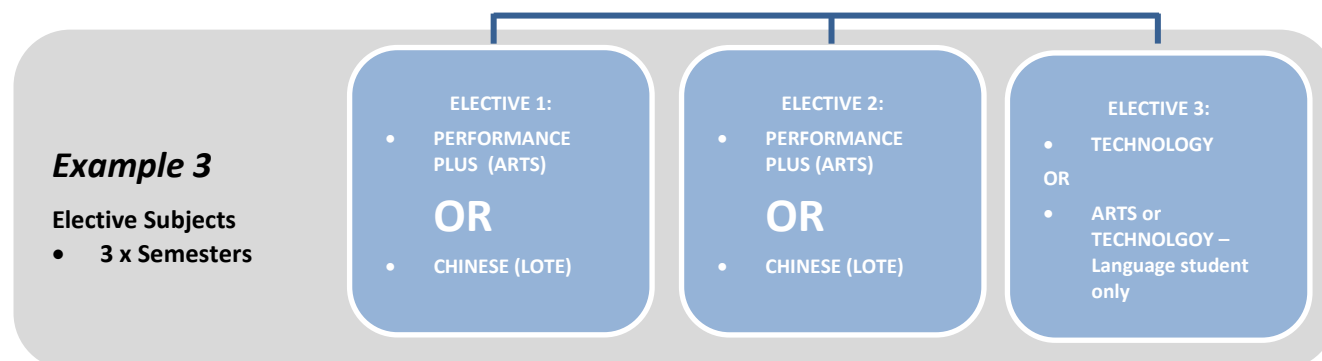 Example 3
Elective Subjects
• 3 x Semesters
ELECTIVE 1:
• PERFORMANCE
PLUS (ARTS)
OR
• CHINESE (LOTE)
ELECTIVE 2:
• PERFORMANCE
PLUS (ARTS)
OR
• CHINESE (LOTE)
ELECTIVE 3:
• TECHNOLOGY
OR
• ARTS or
TECHNOLGOY –
Language student
only